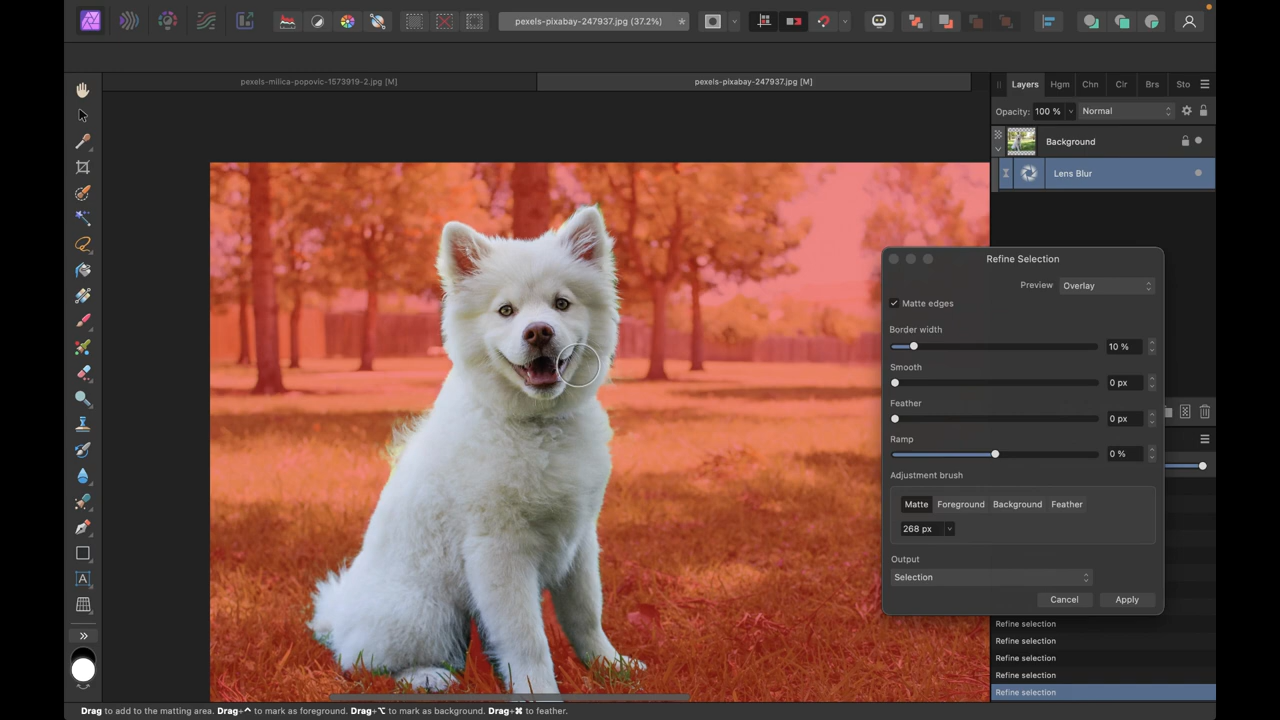 pexels-pixabay-247937.jpg (37.2%) *
pexels-milica-popovic-1573919-2.jpg [M]
pexels-pixabay-247937.jpg [M]
Layers Hgm Chn Clr Brs Sto
Opacity: 100 % Normal
Background
Lens Blur
Refine Selection
Preview Overlay
Matte edges
Border width
10 %
Smooth
0 px
Feather
0 px
Ramp
0 %
Adjustment brush
Matte Foreground Background Feather
268 px
Output
Selection
Cancel Apply
Refine selection
Refine selection
Refine selection
Refine selection
Refine selection
Drag to add to the matting area. Drag+⌃ to mark as foreground. Drag+⌥ to mark as background. Drag+⌘ to feather.